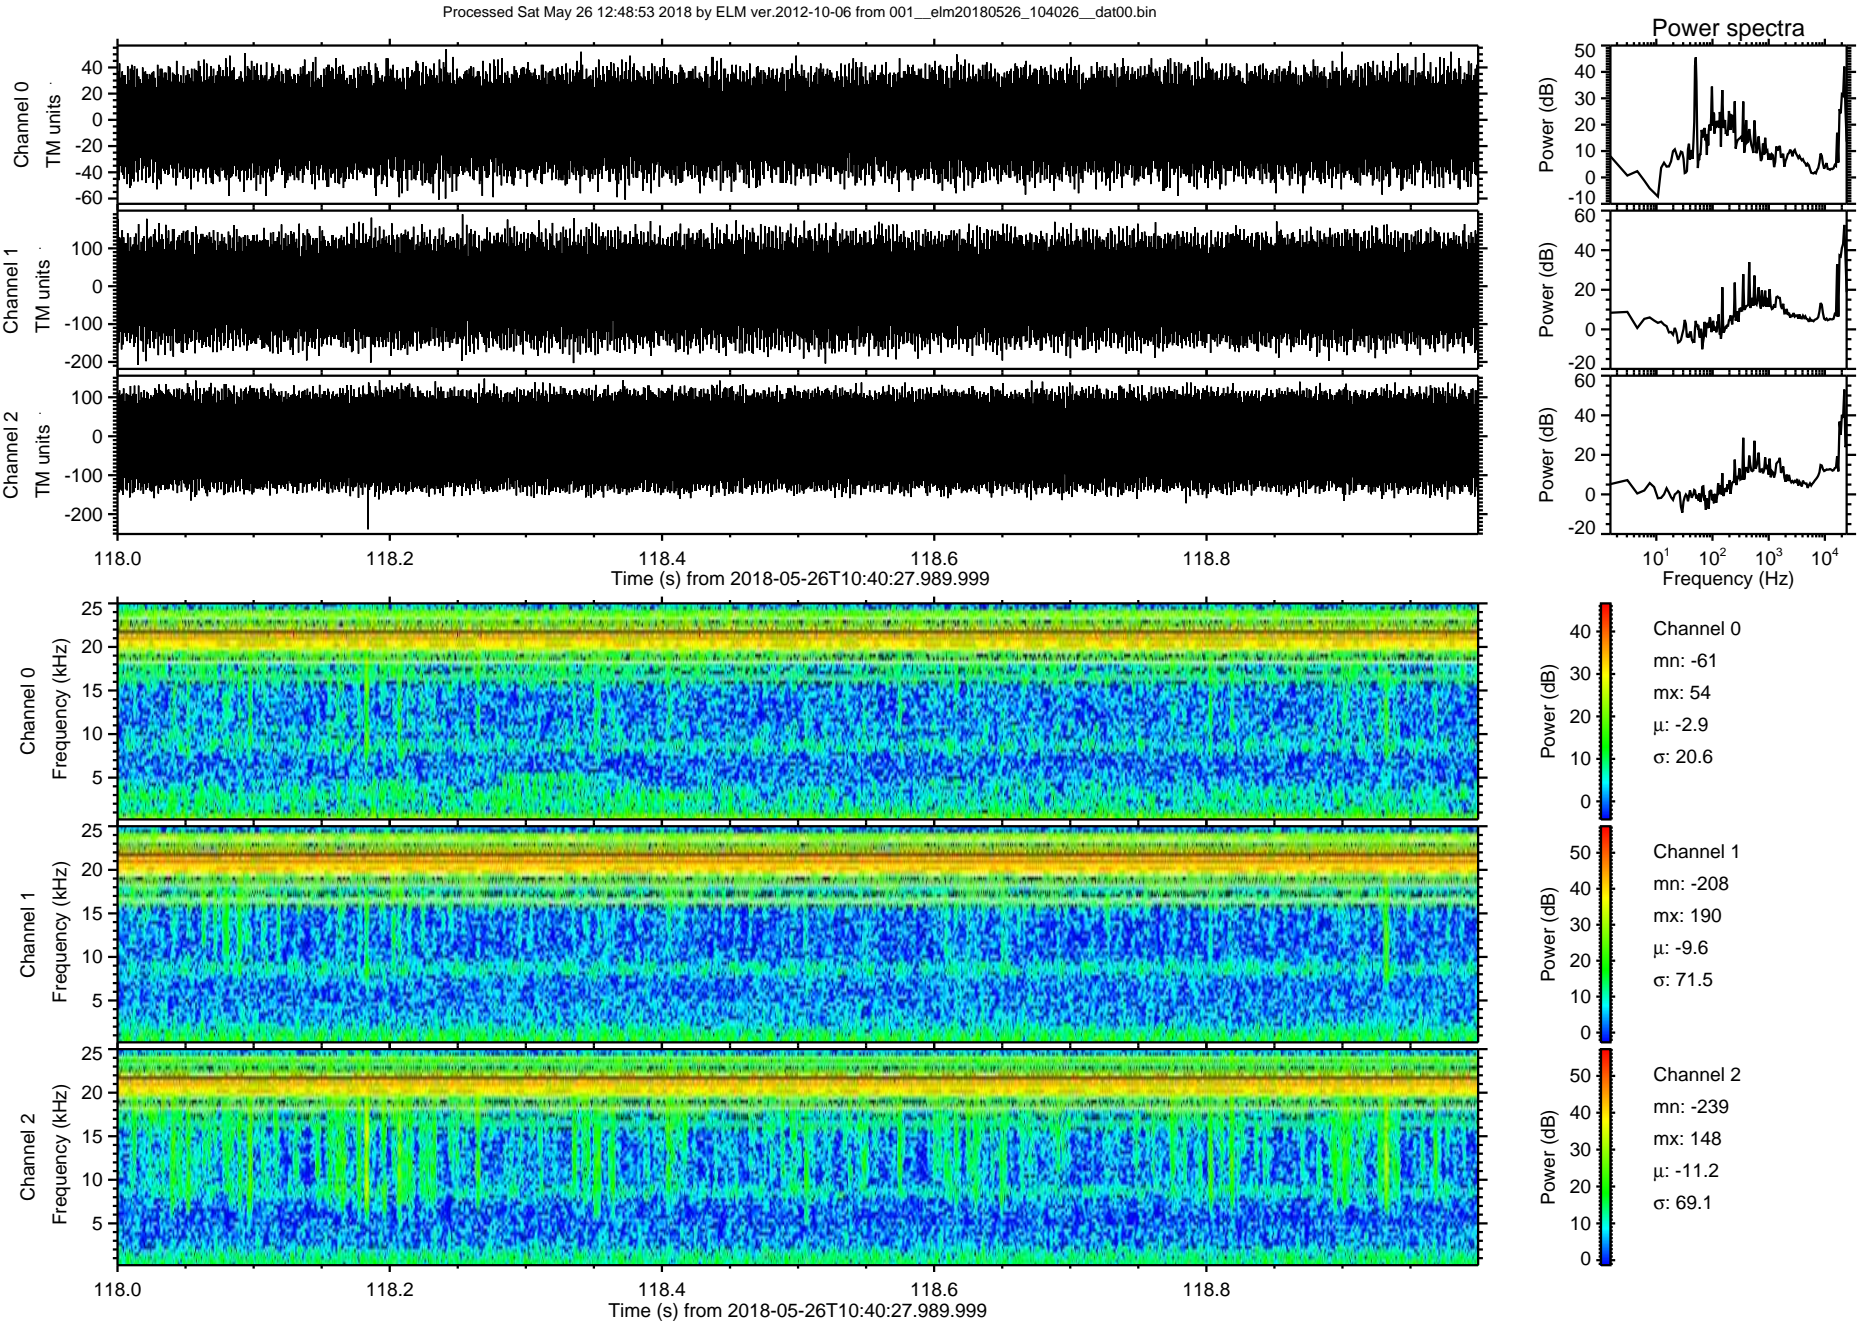 Processed Sat May 26 12:48:53 2018 by ELM ver.2012-10-06 from 001__elm20180526_104026__dat00.bin
Power spectra
Channel 0
TM units
40
20
0
-20
-40
-60
Power (dB)
50
40
30
20
10
0
-10
Channel 1
TM units
100
0
-100
-200
Power (dB)
60
40
20
0
-20
Channel 2
TM units
100
0
-100
-200
Power (dB)
60
40
20
0
-20
118.0 118.2 118.4 118.6 118.8
Time (s) from 2018-05-26T10:40:27.989.999
10¹ 10² 10³ 10⁴
Frequency (Hz)
Channel 0
Frequency (kHz)
25
20
15
10
5
Power (dB)
40
30
20
10
0
Channel 0
mn: -61
mx: 54
µ: -2.9
σ: 20.6
Channel 1
Frequency (kHz)
25
20
15
10
5
Power (dB)
50
40
30
20
10
0
Channel 1
mn: -208
mx: 190
µ: -9.6
σ: 71.5
Channel 2
Frequency (kHz)
25
20
15
10
5
Power (dB)
50
40
30
20
10
0
Channel 2
mn: -239
mx: 148
µ: -11.2
σ: 69.1
118.0 118.2 118.4 118.6 118.8
Time (s) from 2018-05-26T10:40:27.989.999